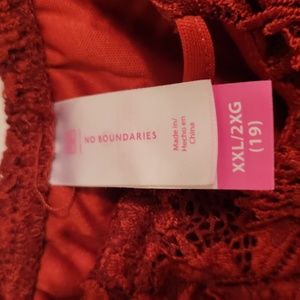 NO BOUNDARIES
Made in/
Hecho en
China
XXL/2XG
(19)